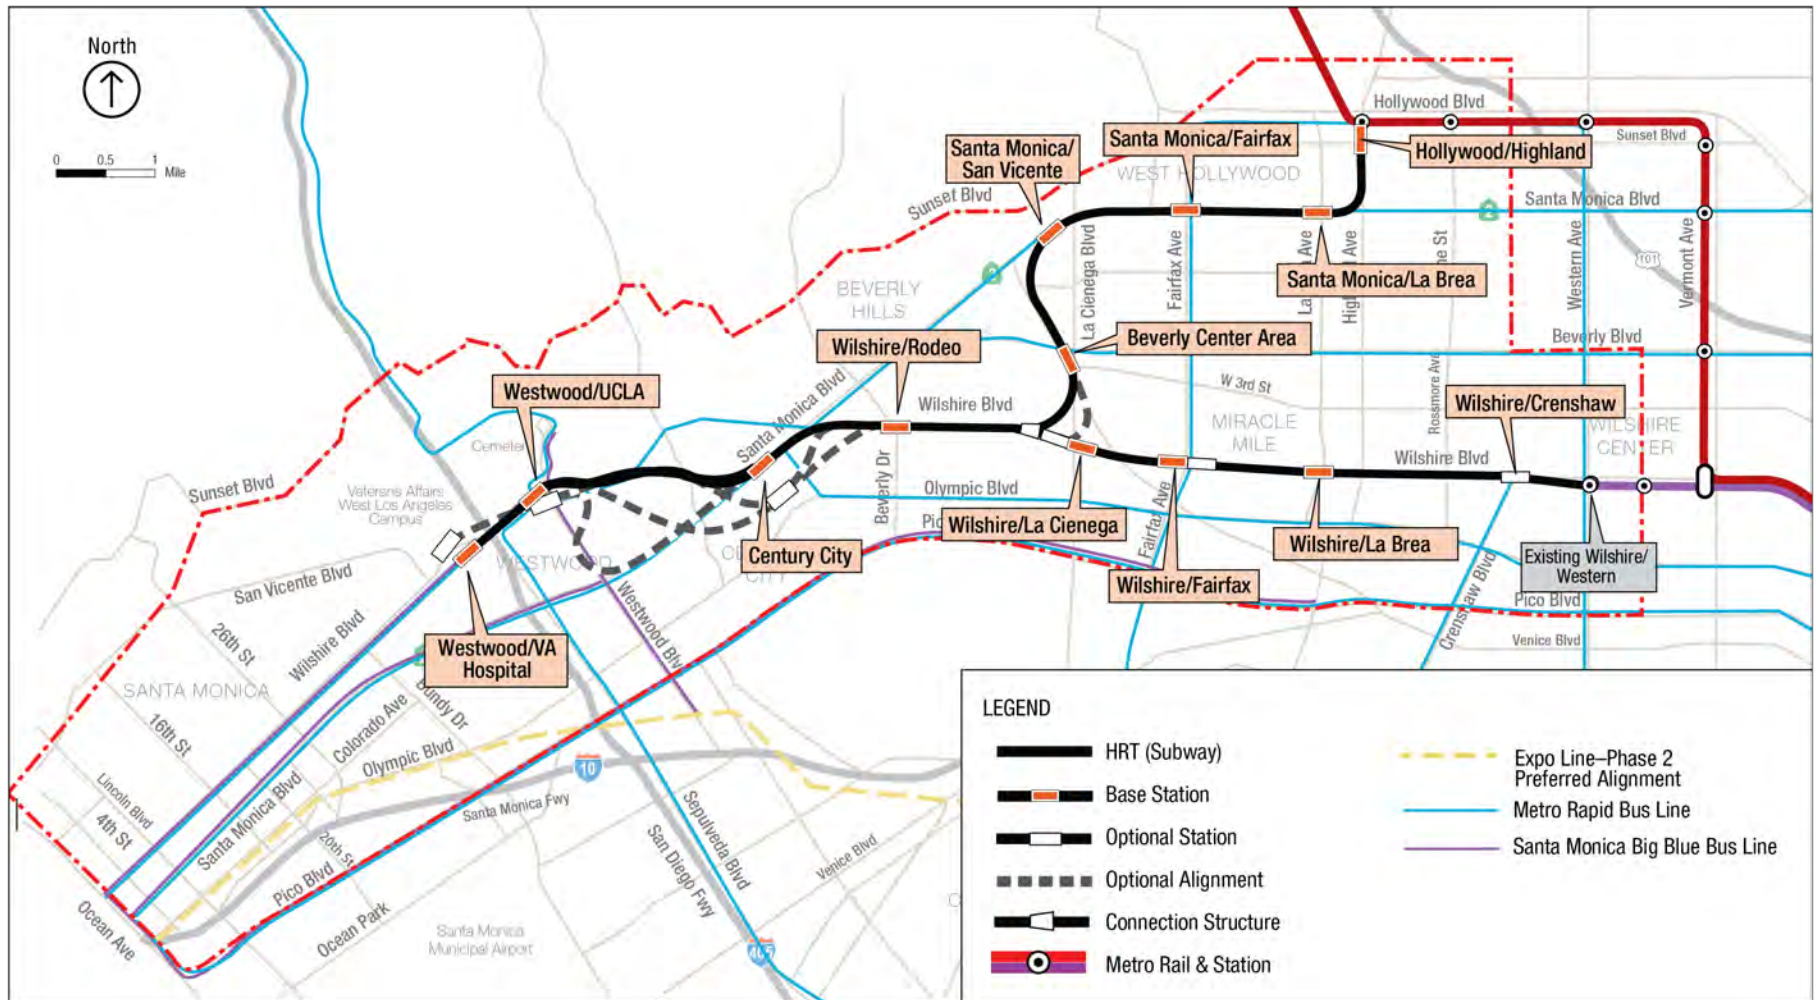 North
0
0.5
1
Mile
Hollywood Blvd
Sunset Blvd
Santa Monica/Fairfax
Hollywood/Highland
Santa Monica/
San Vicente
WEST HOLLYWOOD
Sunset Blvd
Santa Monica Blvd
2
La Cienega Blvd
Fairfax Ave
Western Ave
Vermont Ave
101
Santa Monica/La Brea
BEVERLY
HILLS
Beverly Center Area
Beverly Blvd
Wilshire/Rodeo
W 3rd St
Rossmore Ave
Westwood/UCLA
Santa Monica Blvd
Wilshire Blvd
Wilshire/Crenshaw
MIRACLE
MILE
WILSHIRE
CENTER
Wilshire Blvd
Sunset Blvd
Veterans Affairs
West Los Angeles
Campus
Beverly Dr
Olympic Blvd
Wilshire/La Cienega
Fairfax Ave
Century City
Wilshire/La Brea
Existing Wilshire/
Western
Wilshire/Fairfax
WESTWOOD
CITY
San Vicente Blvd
Pico Blvd
Crenshaw Blvd
Venice Blvd
26th St
Wilshire Blvd
Westwood/VA
Hospital
SANTA MONICA
Bundy Dr
16th St
Colorado Ave
Olympic Blvd
10
Lincoln Blvd
4th St
Santa Monica Blvd
20th St
Santa Monica Fwy
Sepulveda Blvd
San Diego Fwy
Venice Blvd
Pico Blvd
Ocean Ave
Ocean Park
Santa Monica
Municipal Airport
405
LEGEND
HRT (Subway)
Base Station
Optional Station
Optional Alignment
Connection Structure
Metro Rail & Station
Expo Line–Phase 2
Preferred Alignment
Metro Rapid Bus Line
Santa Monica Big Blue Bus Line